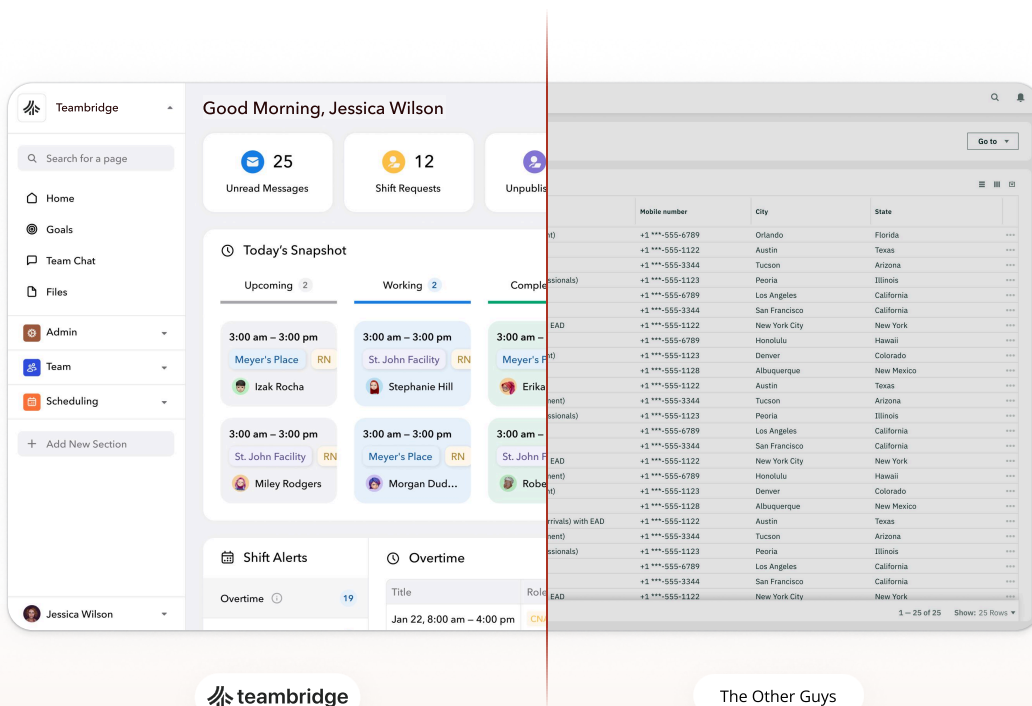 Teambridge
Search for a page
Home
Goals
Team Chat
Files
Admin
Team
Scheduling
Add New Section
Jessica Wilson
Good Morning, Jessica Wilson
25
Unread Messages
12
Shift Requests
Unpublis
Today's Snapshot
Upcoming 2
Working 2
Comple
3:00 am – 3:00 pm
Meyer's Place RN
Izak Rocha
3:00 am – 3:00 pm
St. John Facility RN
Stephanie Hill
3:00 am –
Meyer's P
Erika
3:00 am – 3:00 pm
St. John Facility RN
Miley Rodgers
3:00 am – 3:00 pm
Meyer's Place RN
Morgan Dud...
3:00 am –
St. John F
Robe
Shift Alerts
Overtime 19
Overtime
Title Role
Jan 22, 8:00 am – 4:00 pm CNA
Go to
Mobile number City State
nt) +1 ***-555-6789 Orlando Florida
+1 ***-555-1122 Austin Texas
+1 ***-555-3344 Tucson Arizona
ssionals) +1 ***-555-1123 Peoria Illinois
+1 ***-555-6789 Los Angeles California
+1 ***-555-3344 San Francisco California
EAD +1 ***-555-1122 New York City New York
+1 ***-555-6789 Honolulu Hawaii
nt) +1 ***-555-1123 Denver Colorado
+1 ***-555-1128 Albuquerque New Mexico
+1 ***-555-1122 Austin Texas
ment) +1 ***-555-3344 Tucson Arizona
ssionals) +1 ***-555-1123 Peoria Illinois
+1 ***-555-6789 Los Angeles California
+1 ***-555-3344 San Francisco California
EAD +1 ***-555-1122 New York City New York
ment) +1 ***-555-6789 Honolulu Hawaii
nt) +1 ***-555-1123 Denver Colorado
+1 ***-555-1128 Albuquerque New Mexico
rrivals) with EAD +1 ***-555-1122 Austin Texas
ment) +1 ***-555-3344 Tucson Arizona
ssionals) +1 ***-555-1123 Peoria Illinois
+1 ***-555-6789 Los Angeles California
+1 ***-555-3344 San Francisco California
EAD +1 ***-555-1122 New York City New York
1 — 25 of 25 Show: 25 Rows
teambridge
The Other Guys